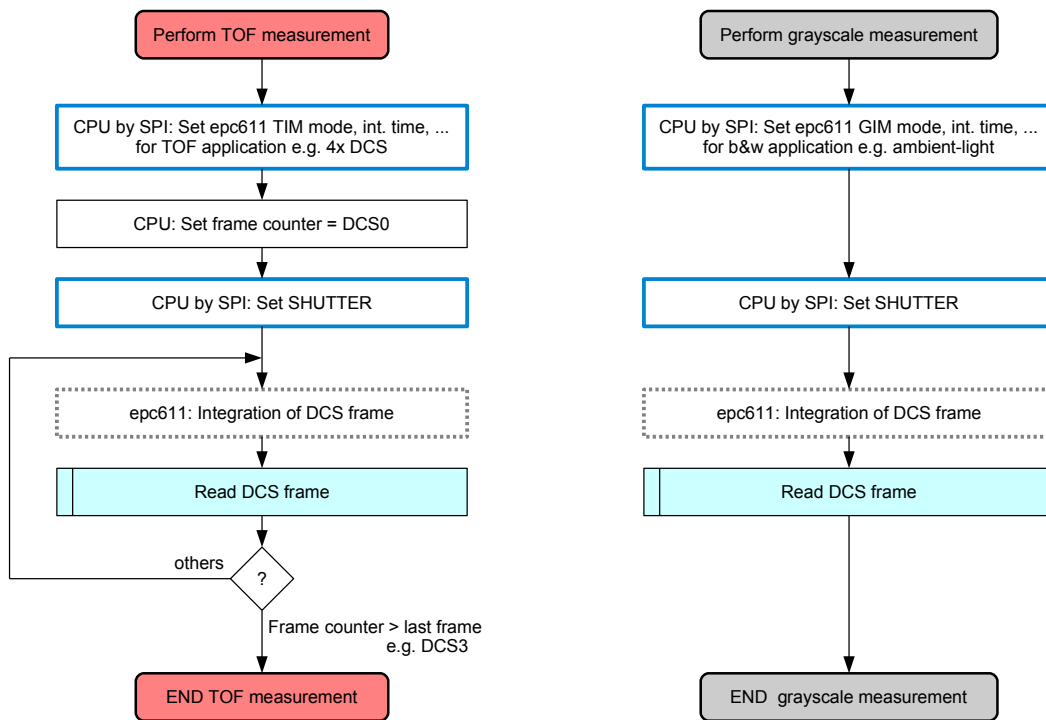 Perform TOF measurement
CPU by SPI: Set epc611 TIM mode, int. time, ...
for TOF application e.g. 4x DCS
CPU: Set frame counter = DCS0
CPU by SPI: Set SHUTTER
epc611: Integration of DCS frame
Read DCS frame
others
?
Frame counter > last frame
e.g. DCS3
END TOF measurement
Perform grayscale measurement
CPU by SPI: Set epc611 GIM mode, int. time, ...
for b&w application e.g. ambient-light
CPU by SPI: Set SHUTTER
epc611: Integration of DCS frame
Read DCS frame
END  grayscale measurement